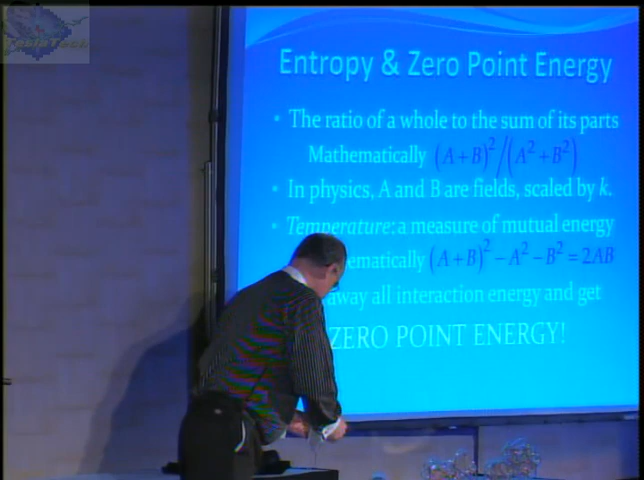 TeslaTech
Entropy & Zero Point Energy
• The ratio of a whole to the sum of its parts
Mathematically (A+B)²/(A²+B²)
• In physics, A and B are fields, scaled by k.
• Temperature: a measure of mutual energy
ematically (A+B)²−A²−B²=2AB
away all interaction energy and get
ZERO POINT ENERGY!